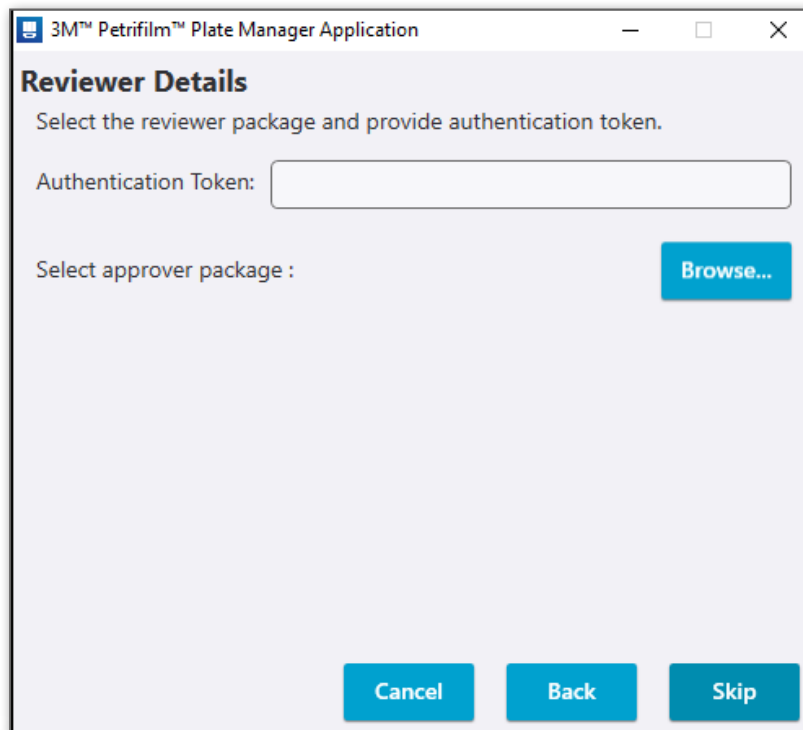 3M™ Petrifilm™ Plate Manager Application
Reviewer Details
Select the reviewer package and provide authentication token.
Authentication Token:
Select approver package :
Browse...
Cancel
Back
Skip